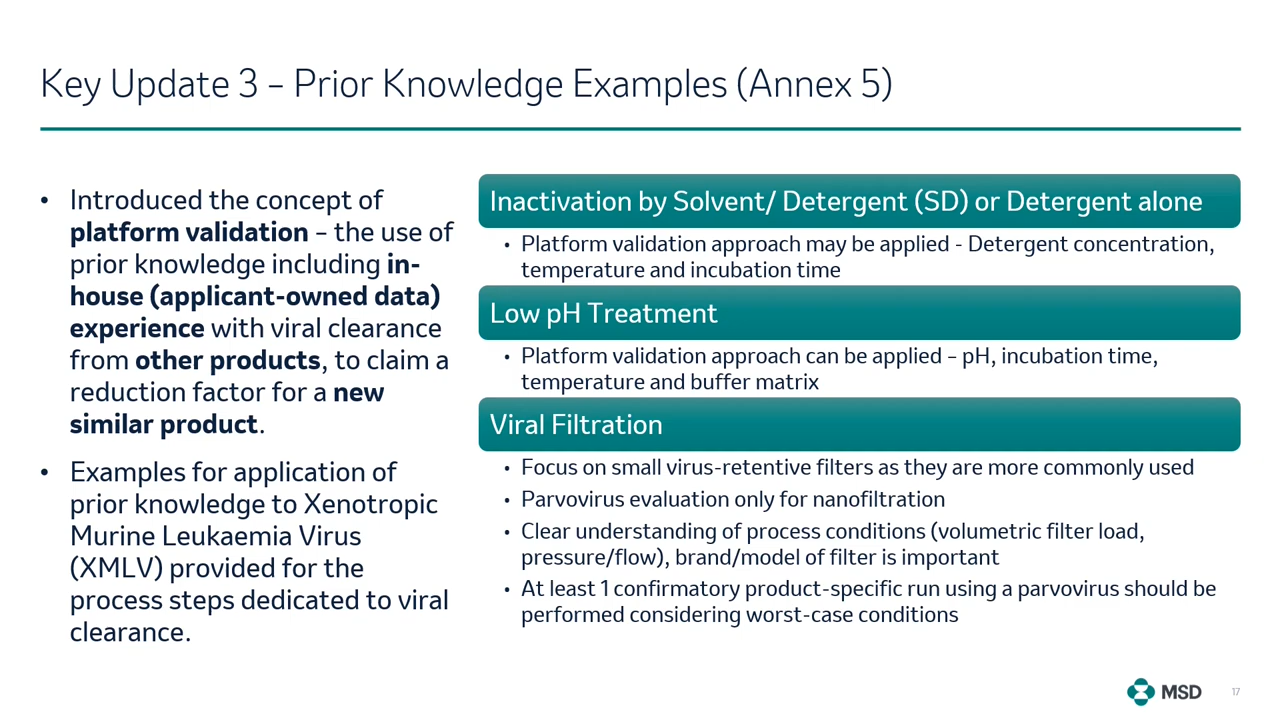 Key Update 3 – Prior Knowledge Examples (Annex 5)
• Introduced the concept of
platform validation – the use of
prior knowledge including in-
house (applicant-owned data)
experience with viral clearance
from other products, to claim a
reduction factor for a new
similar product.
• Examples for application of
prior knowledge to Xenotropic
Murine Leukaemia Virus
(XMLV) provided for the
process steps dedicated to viral
clearance.
Inactivation by Solvent/ Detergent (SD) or Detergent alone
• Platform validation approach may be applied - Detergent concentration,
temperature and incubation time
Low pH Treatment
• Platform validation approach can be applied – pH, incubation time,
temperature and buffer matrix
Viral Filtration
• Focus on small virus-retentive filters as they are more commonly used
• Parvovirus evaluation only for nanofiltration
• Clear understanding of process conditions (volumetric filter load,
pressure/flow), brand/model of filter is important
• At least 1 confirmatory product-specific run using a parvovirus should be
performed considering worst-case conditions
MSD
17